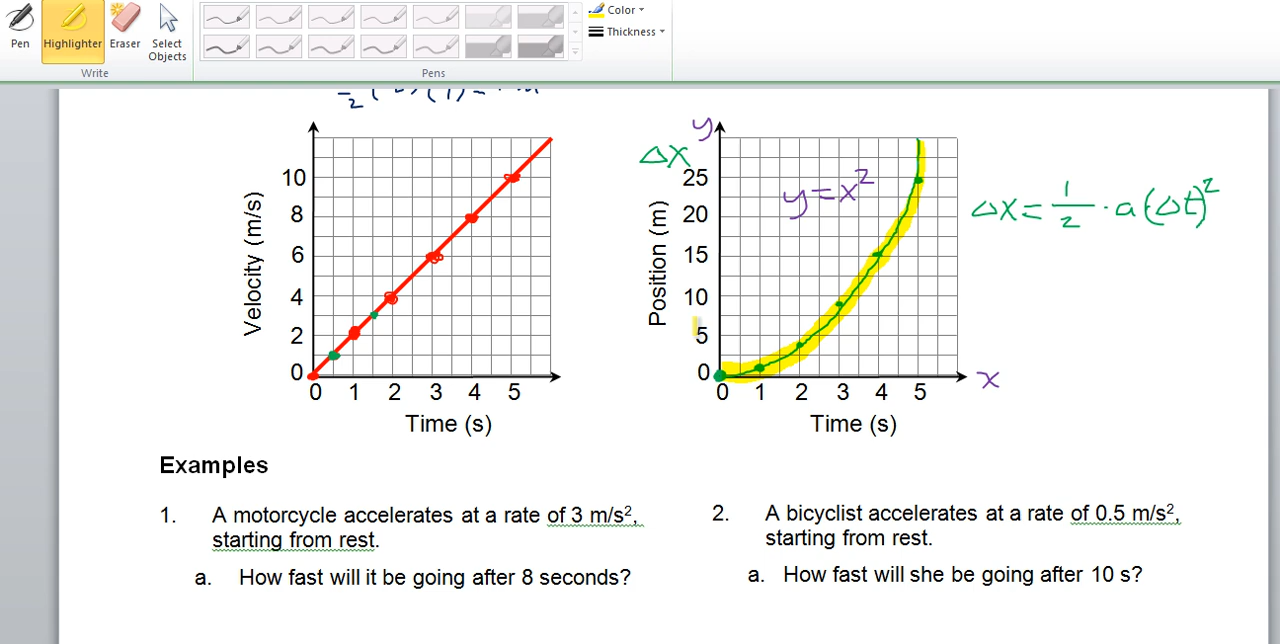 Pen
Highlighter
Eraser
Select
Objects
Write
Pens
Color
Thickness
10
8
6
4
2
0
0 1 2 3 4 5
Velocity (m/s)
Time (s)
y
Δx
25
20
15
10
5
0
0 1 2 3 4 5
Position (m)
Time (s)
x
y=x²
Δx = 1/2 · a(Δt)²
Examples
1. A motorcycle accelerates at a rate of 3 m/s²,
starting from rest.
a. How fast will it be going after 8 seconds?
2. A bicyclist accelerates at a rate of 0.5 m/s²,
starting from rest.
a. How fast will she be going after 10 s?